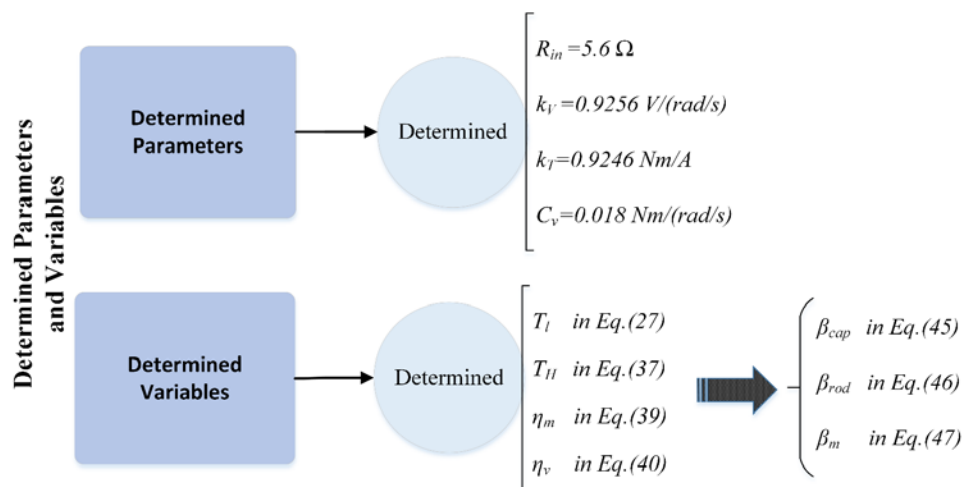 Determined Parameters
and Variables
Determined
Parameters
Determined
R_in =5.6 Ω
k_V =0.9256 V/(rad/s)
k_T=0.9246 Nm/A
C_v=0.018 Nm/(rad/s)
Determined
Variables
Determined
T_l in Eq.(27)
T_H in Eq.(37)
η_m in Eq.(39)
η_v in Eq.(40)
β_cap in Eq.(45)
β_rod in Eq.(46)
β_m in Eq.(47)